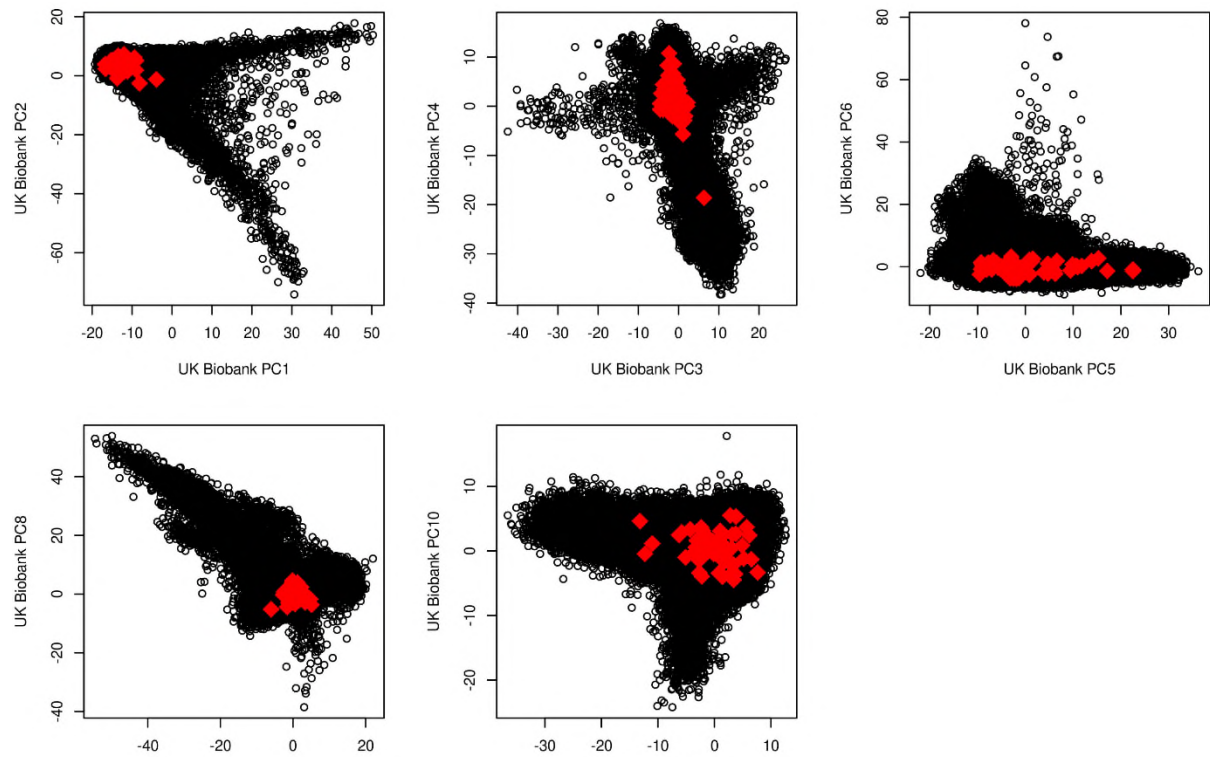 20
0
-20
-40
-60
UK Biobank PC2
-20 -10 0 10 20 30 40 50
UK Biobank PC1
10
0
-10
-20
-30
-40
UK Biobank PC4
-40 -30 -20 -10 0 10 20
UK Biobank PC3
80
60
40
20
0
UK Biobank PC6
-20 -10 0 10 20 30
UK Biobank PC5
40
20
0
-20
-40
UK Biobank PC8
-40 -20 0 20
10
0
-10
-20
UK Biobank PC10
-30 -20 -10 0 10